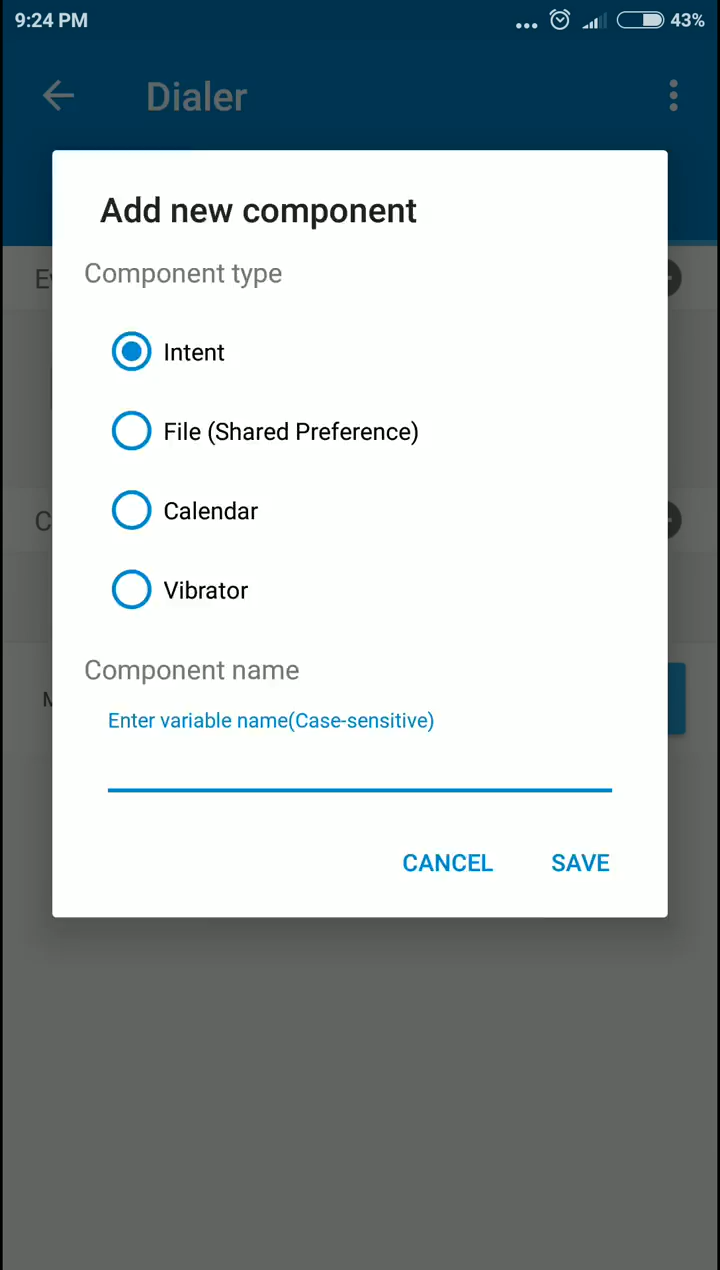 9:24 PM
43%
Dialer
Add new component
Component type
Intent
File (Shared Preference)
Calendar
Vibrator
Component name
Enter variable name(Case-sensitive)
CANCEL
SAVE